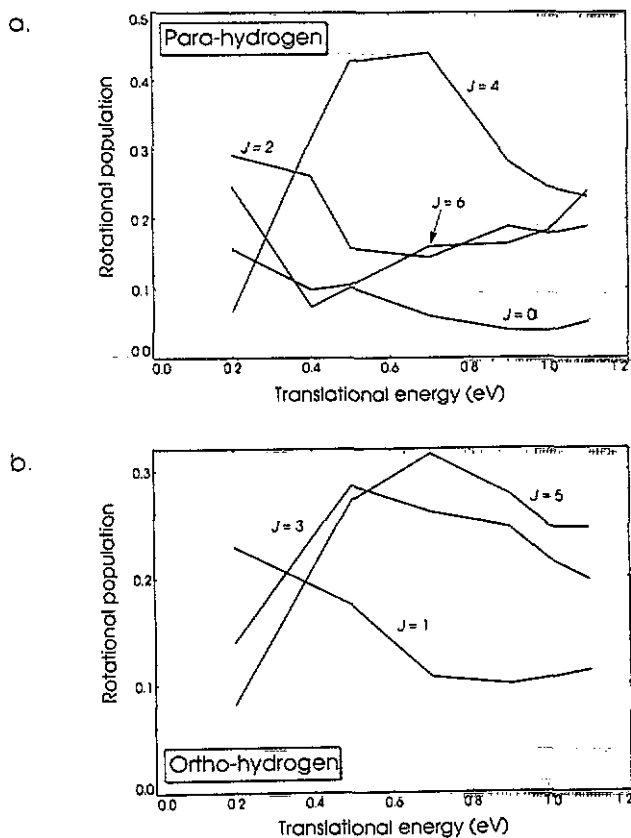 a.
Para-hydrogen
Rotational population
0.5
0.4
0.3
0.2
0.1
0.0
J=4
J=2
J=6
J=0
0.0 0.2 0.4 0.6 0.8 1.0 1.2
Translational energy (eV)
b.
Rotational population
0.3
0.2
0.1
0.0
J=3
J=5
J=1
Ortho-hydrogen
0.0 0.2 0.4 0.6 0.8 1.0 1.2
Translational energy (eV)